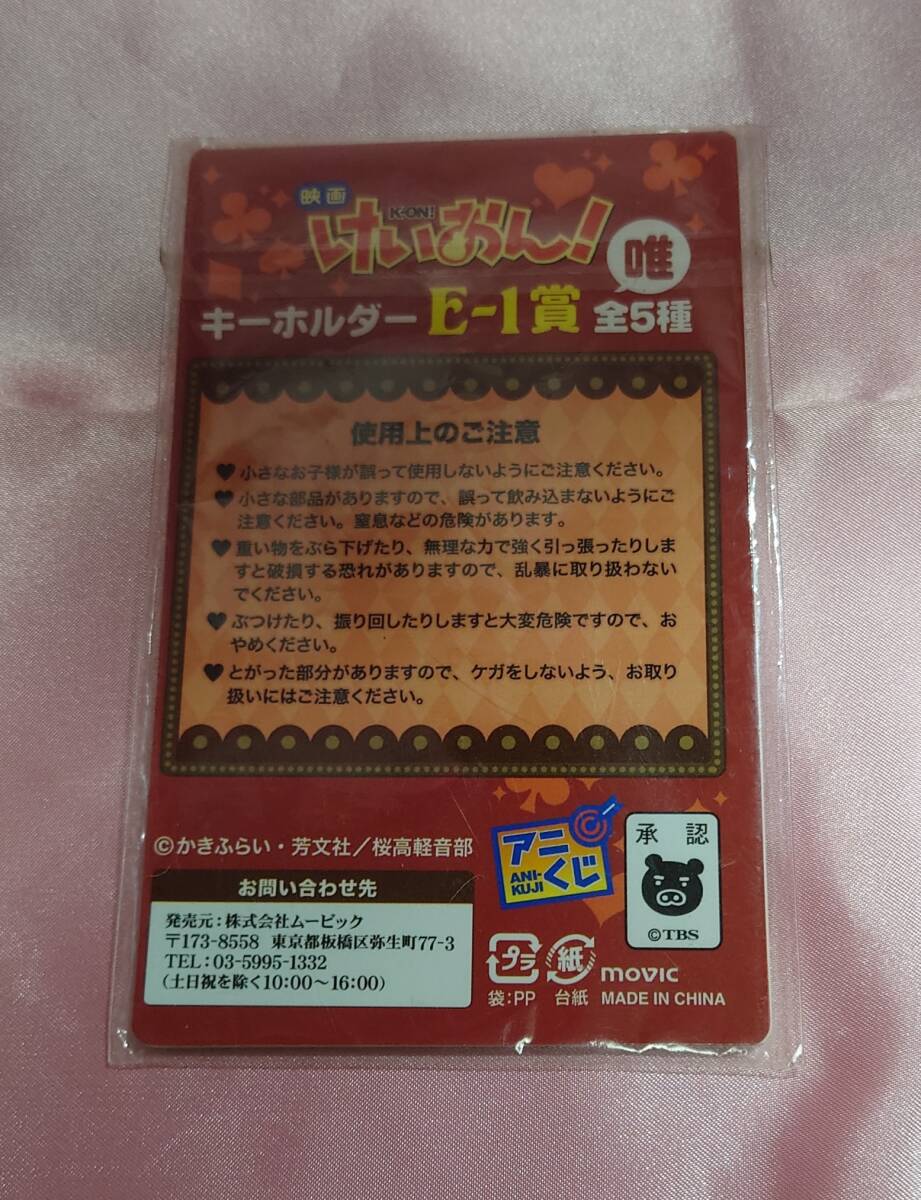 映画
K-ON!
けいおん!
唯
キーホルダー E-1賞 全5種
使用上のご注意
♥小さなお子様が誤って使用しないようにご注意ください。
♥小さな部品がありますので、誤って飲み込まないようにご
注意ください。窒息などの危険があります。
♥重い物をぶら下げたり、無理な力で強く引っ張ったりしま
すと破損する恐れがありますので、乱暴に取り扱わない
でください。
♥ぶつけたり、振り回したりしますと大変危険ですので、お
やめください。
♥とがった部分がありますので、ケガをしないよう、お取り
扱いにはご注意ください。
©かきふらい・芳文社/桜高軽音部
アニくじ
ANI-KUJI
承認
©TBS
お問い合わせ先
発売元:株式会社ムービック
〒173-8558 東京都板橋区弥生町77-3
TEL:03-5995-1332
(土日祝を除く10:00〜16:00)
プラ
紙
movic
袋:PP 台紙 MADE IN CHINA